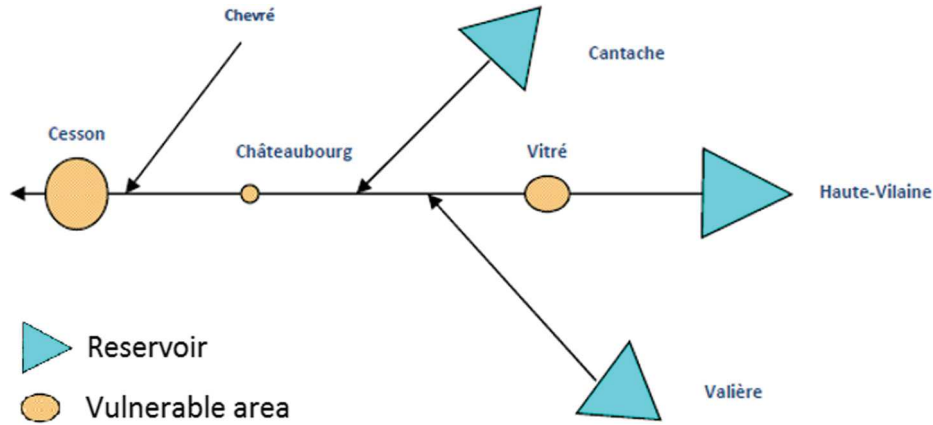 Chevré
Cantache
Cesson
Châteaubourg
Vitré
Haute-Vilaine
Reservoir
Valière
Vulnerable area